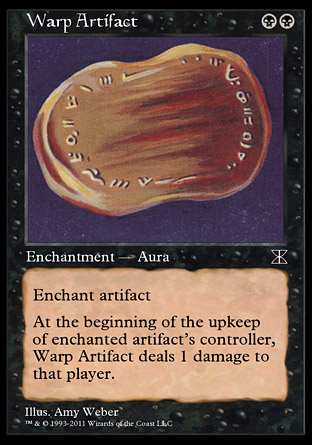 Warp Artifact
Enchantment — Aura
Enchant artifact
At the beginning of the upkeep
of enchanted artifact's controller,
Warp Artifact deals 1 damage to
that player.
Illus. Amy Weber
™ & © 1993-2011 Wizards of the Coast LLC